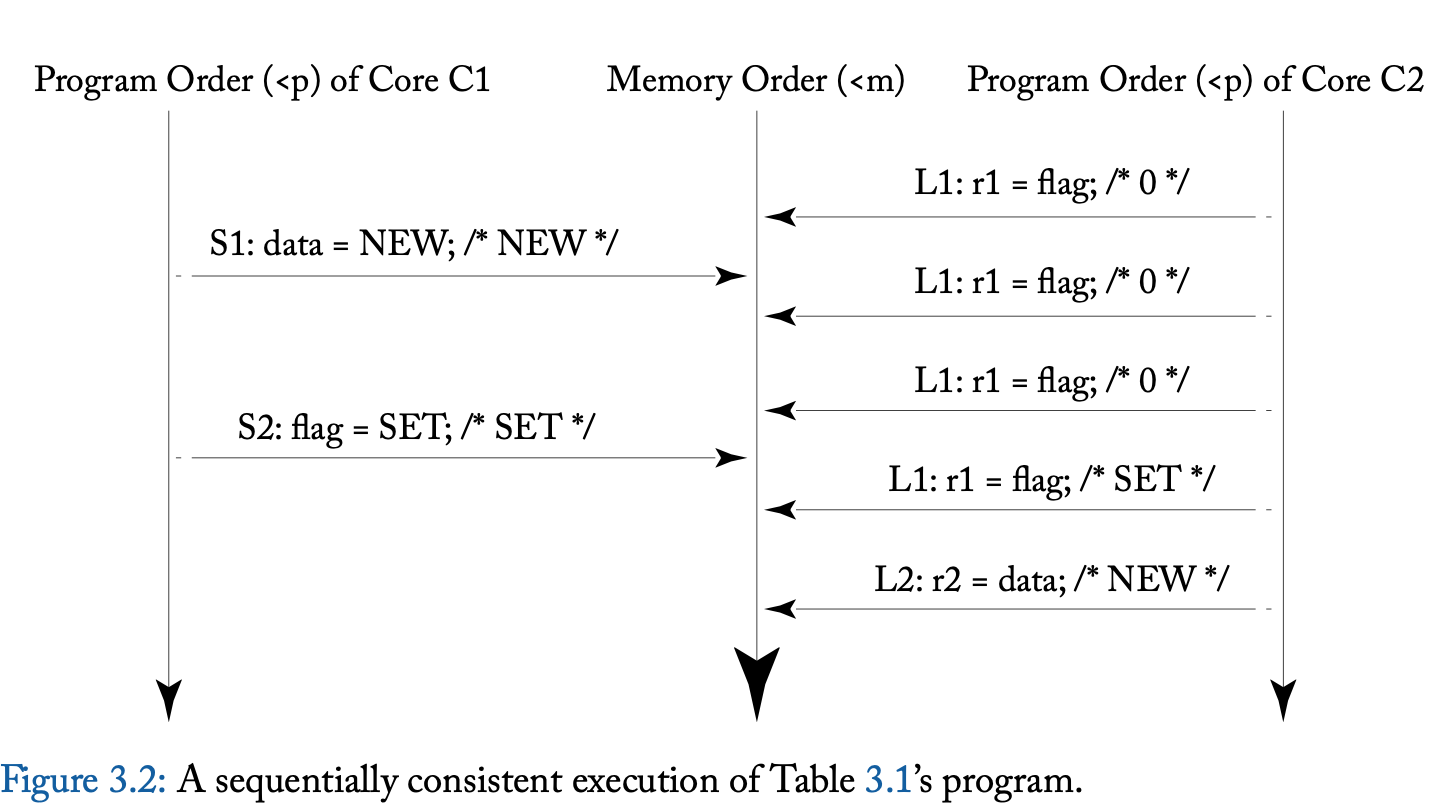 Program Order (<p) of Core C1
Memory Order (<m)
Program Order (<p) of Core C2
L1: r1 = flag; /* 0 */
S1: data = NEW; /* NEW */
L1: r1 = flag; /* 0 */
L1: r1 = flag; /* 0 */
S2: flag = SET; /* SET */
L1: r1 = flag; /* SET */
L2: r2 = data; /* NEW */
Figure 3.2: A sequentially consistent execution of Table 3.1’s program.